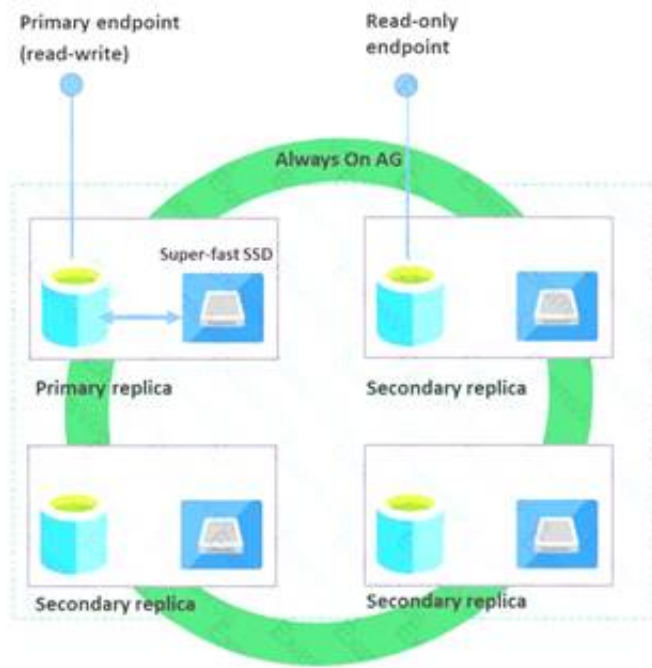 Primary endpoint
(read-write)
Read-only
endpoint
Always On AG
Super-fast SSD
Primary replica
Secondary replica
Secondary replica
Secondary replica